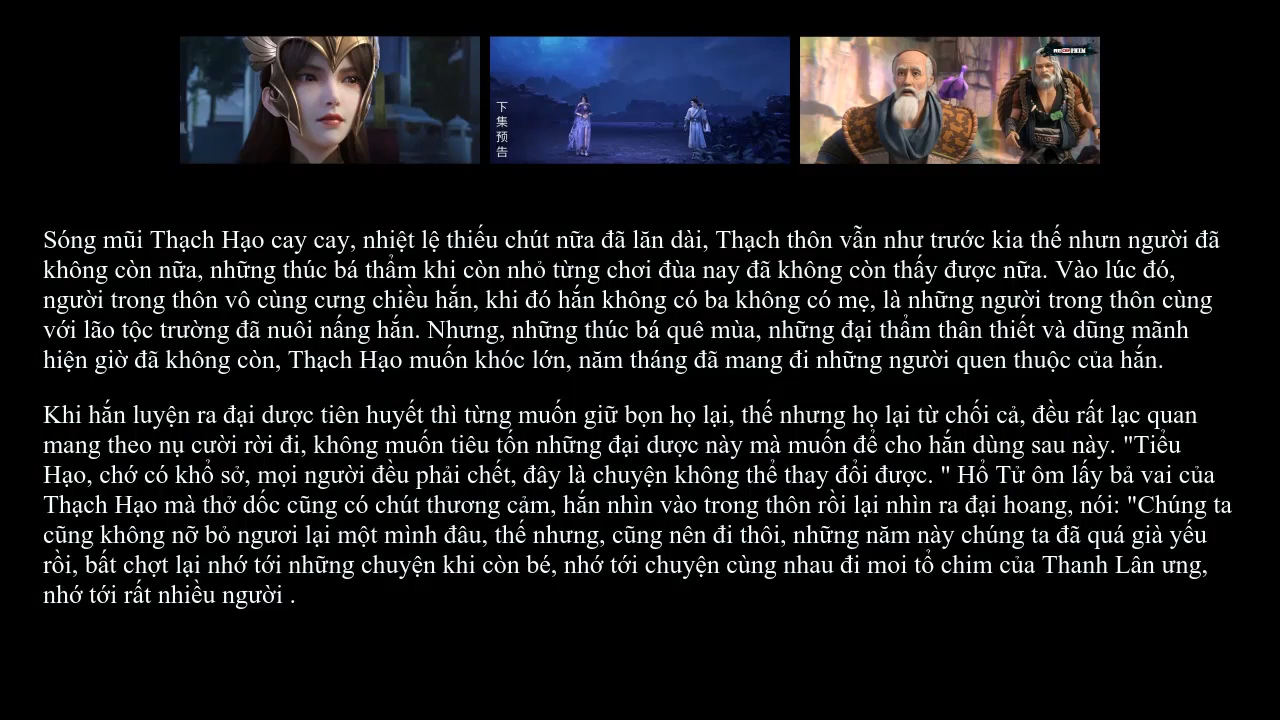 下集预告
Sóng mũi Thạch Hạo cay cay, nhiệt lệ thiếu chút nữa đã lăn dài, Thạch thôn vẫn như trước kia thế nhưn người đã
không còn nữa, những thúc bá thẩm khi còn nhỏ từng chơi đùa nay đã không còn thấy được nữa. Vào lúc đó,
người trong thôn vô cùng cưng chiều hắn, khi đó hắn không có ba không có mẹ, là những người trong thôn cùng
với lão tộc trường đã nuôi nấng hắn. Nhưng, những thúc bá quê mùa, những đại thẩm thân thiết và dũng mãnh
hiện giờ đã không còn, Thạch Hạo muốn khóc lớn, năm tháng đã mang đi những người quen thuộc của hắn.
Khi hắn luyện ra đại dược tiên huyết thì từng muốn giữ bọn họ lại, thế nhưng họ lại từ chối cả, đều rất lạc quan
mang theo nụ cười rời đi, không muốn tiêu tốn những đại dược này mà muốn để cho hắn dùng sau này. "Tiểu
Hạo, chớ có khổ sở, mọi người đều phải chết, đây là chuyện không thể thay đổi được. " Hổ Tử ôm lấy bả vai của
Thạch Hạo mà thở dốc cũng có chút thương cảm, hắn nhìn vào trong thôn rồi lại nhìn ra đại hoang, nói: "Chúng ta
cũng không nỡ bỏ ngươi lại một mình đâu, thế nhưng, cũng nên đi thôi, những năm này chúng ta đã quá già yếu
rồi, bất chợt lại nhớ tới những chuyện khi còn bé, nhớ tới chuyện cùng nhau đi moi tổ chim của Thanh Lân ưng,
nhớ tới rất nhiều người .